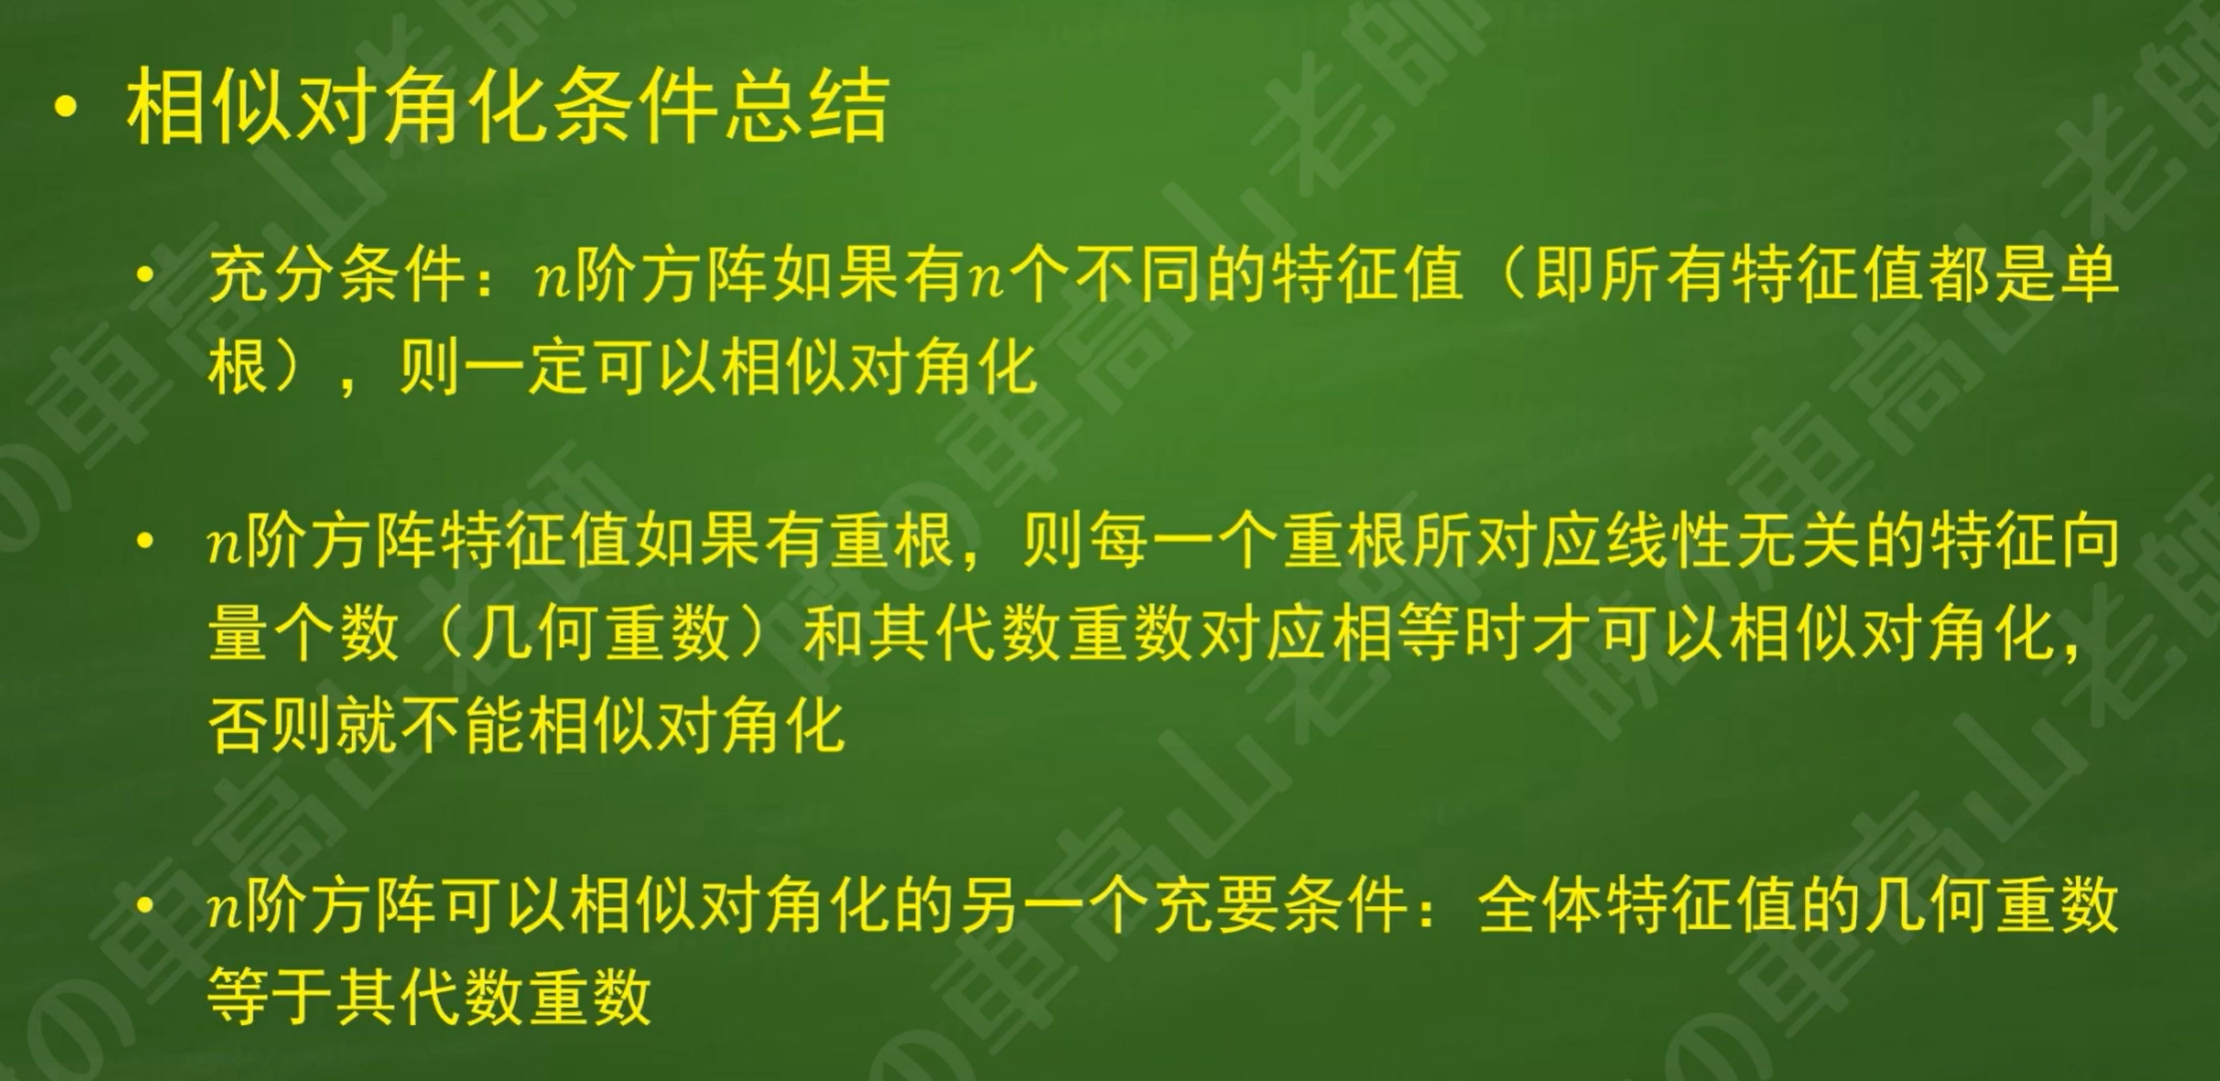 • 相似对角化条件总结
• 充分条件：n阶方阵如果有n个不同的特征值（即所有特征值都是单
根），则一定可以相似对角化
• n阶方阵特征值如果有重根，则每一个重根所对应线性无关的特征向
量个数（几何重数）和其代数重数对应相等时才可以相似对角化，
否则就不能相似对角化
• n阶方阵可以相似对角化的另一个充要条件：全体特征值的几何重数
等于其代数重数